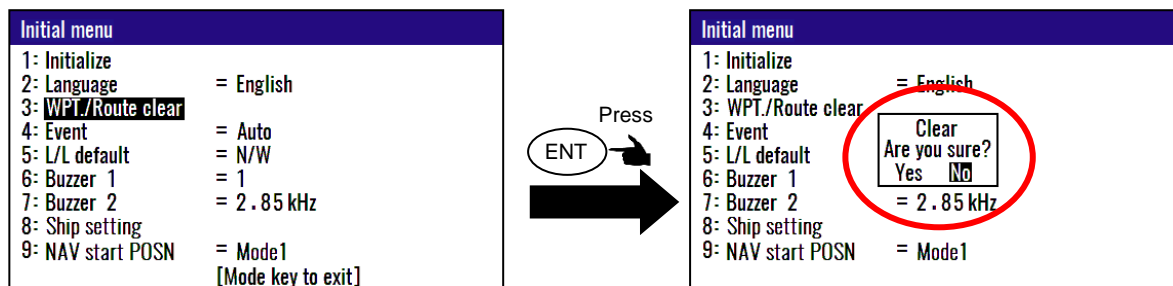 Initial menu
1: Initialize
2: Language = English
3: WPT./Route clear
4: Event = Auto
5: L/L default = N/W
6: Buzzer 1 = 1
7: Buzzer 2 = 2.85 kHz
8: Ship setting
9: NAV start POSN = Mode1
[Mode key to exit]
Press
ENT
Initial menu
1: Initialize
2: Language = English
3: WPT./Route clear
4: Event
5: L/L default
6: Buzzer 1
7: Buzzer 2 = 2.85 kHz
8: Ship setting
9: NAV start POSN = Mode1
Clear
Are you sure?
Yes No